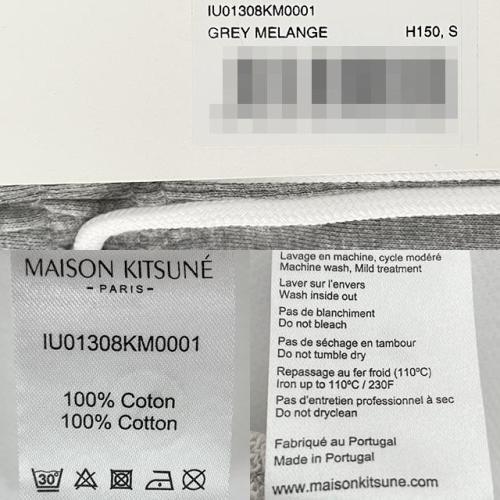 IU01308KM0001
GREY MELANGE H150, S
MAISON KITSUNÉ
- PARIS -
IU01308KM0001
100% Coton
100% Cotton
30°
Lavage en machine, cycle modéré
Machine wash, Mild treatment
Laver sur l'envers
Wash inside out
Pas de blanchiment
Do not bleach
Pas de séchage en tambour
Do not tumble dry
Repassage au fer froid (110ºC)
Iron up to 110ºC / 230F
Pas d'entretien professionnel à sec
Do not dryclean
Fabriqué au Portugal
Made in Portugal
www.maisonkitsune.com